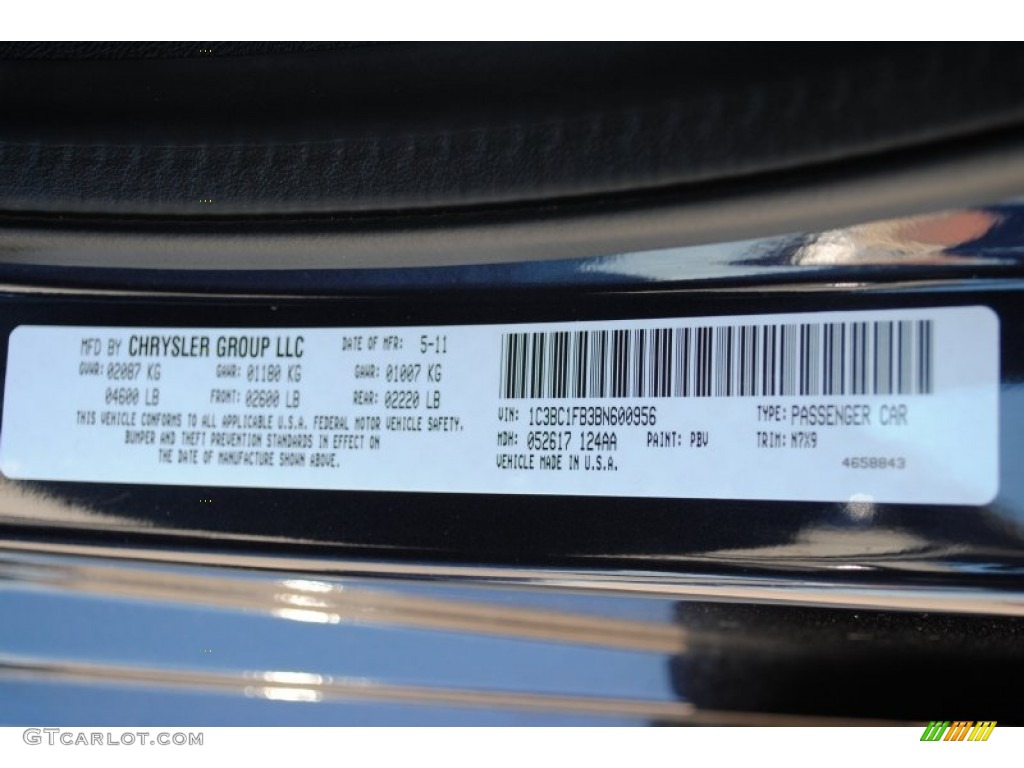 MFD BY CHRYSLER GROUP LLC DATE OF MFR: 5-11
GVWR: 02087 KG GAWR: 01180 KG GAWR: 01007 KG
04600 LB FRONT: 02600 LB REAR: 02220 LB
THIS VEHICLE CONFORMS TO ALL APPLICABLE U.S.A. FEDERAL MOTOR VEHICLE SAFETY,
BUMPER AND THEFT PREVENTION STANDARDS IN EFFECT ON
THE DATE OF MANUFACTURE SHOWN ABOVE.
VIN: 1C3BC1FB3BN600956 TYPE: PASSENGER CAR
MDH: 052617 124AA PAINT: PBV TRIM: N7X9
VEHICLE MADE IN U.S.A. 4658843
GTcarlot.com